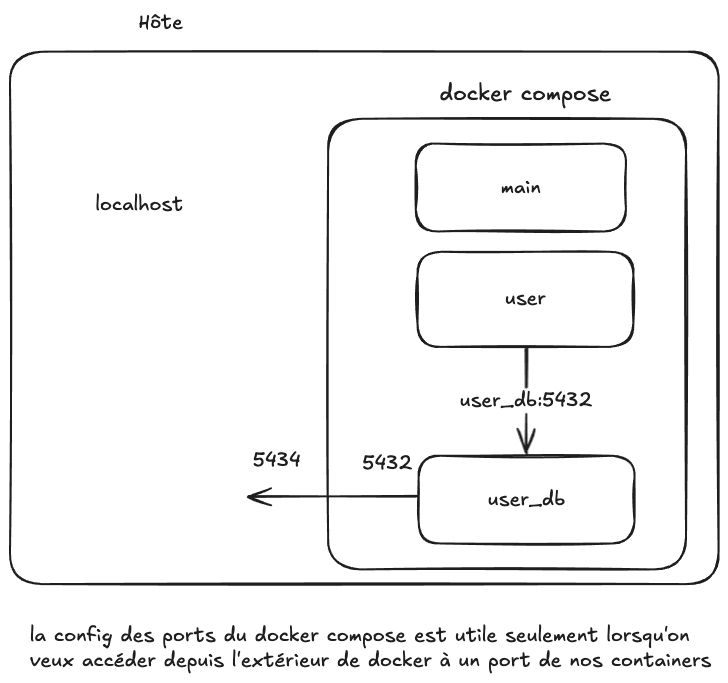 Hôte
docker compose
main
localhost
user
user_db:5432
5434
5432
user_db
la config des ports du docker compose est utile seulement lorsqu'on
veux accéder depuis l'extérieur de docker à un port de nos containers